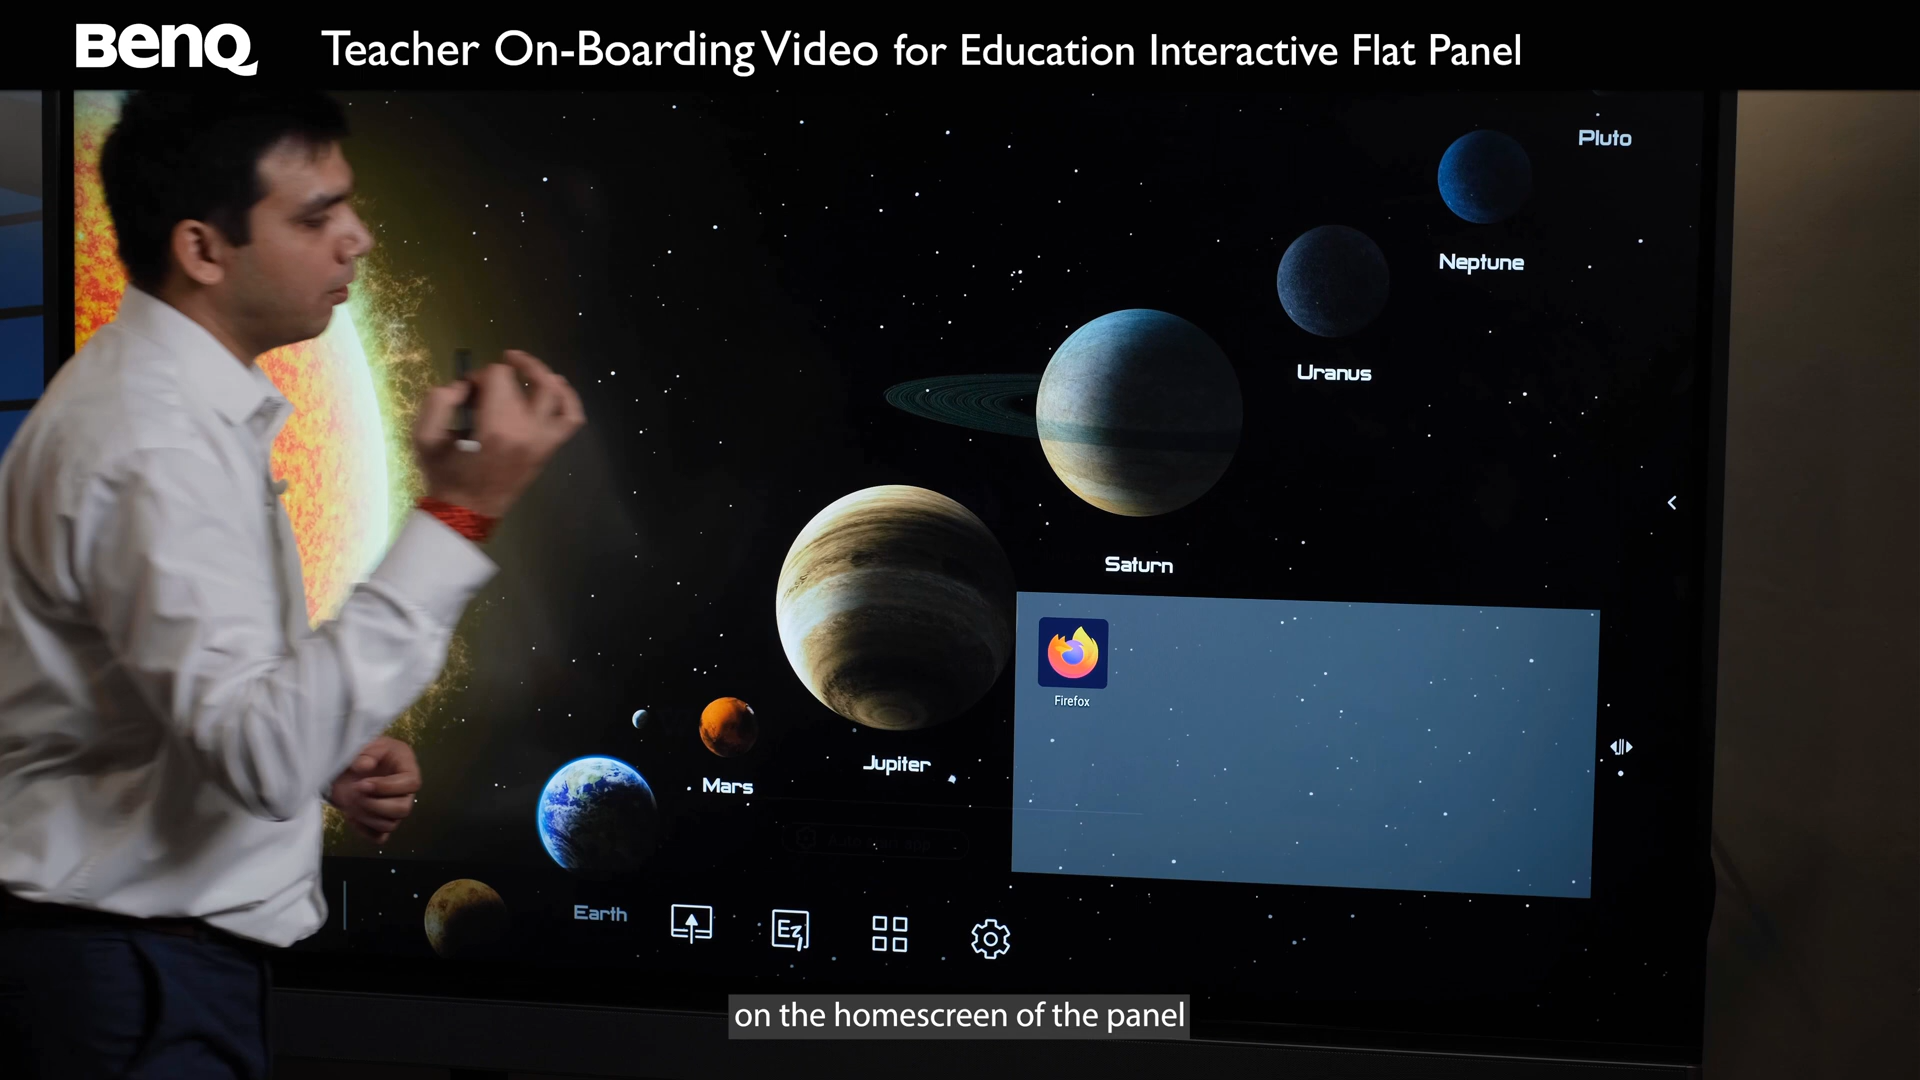 BenQ Teacher On-Boarding Video for Education Interactive Flat Panel
Pluto
Neptune
Uranus
Saturn
Firefox
Jupiter
Mars
Earth
EZ
on the homescreen of the panel